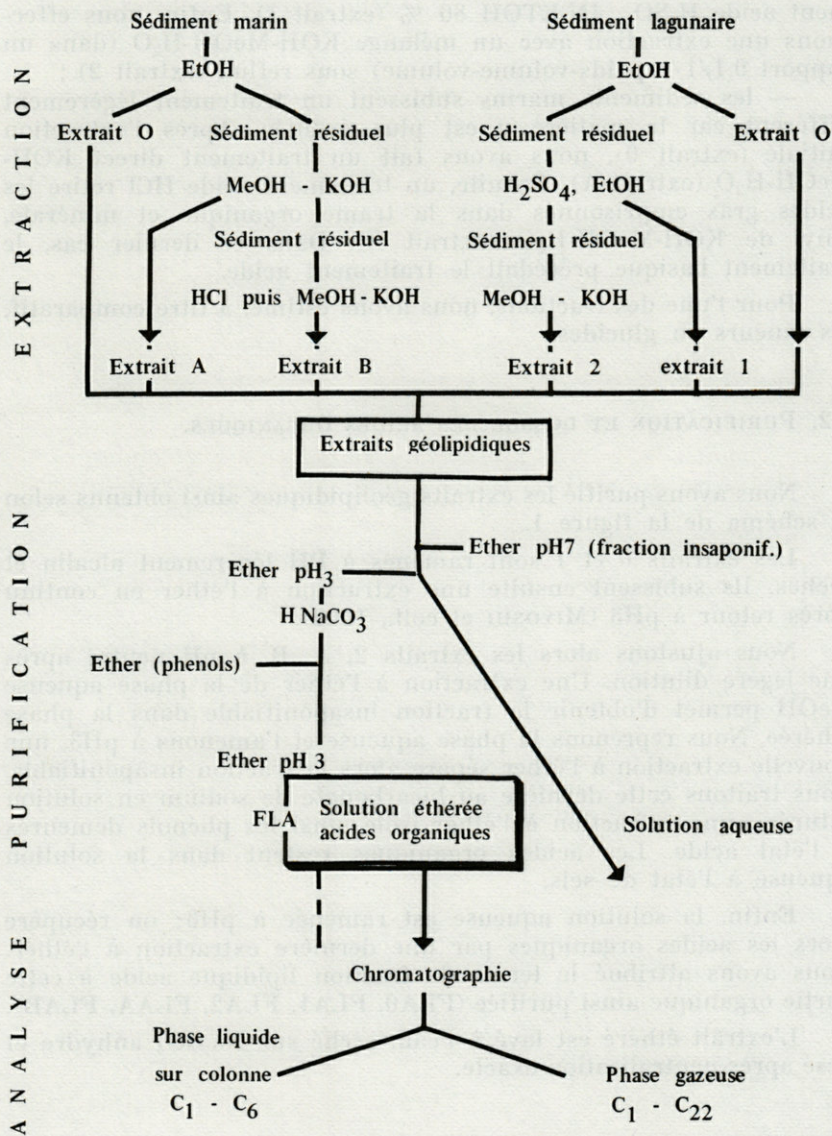 Sédiment marin
Sédiment lagunaire
EtOH
EtOH
Extrait O
Sédiment résiduel
Sédiment résiduel
Extrait O
MeOH - KOH
H2SO4, EtOH
Sédiment résiduel
Sédiment résiduel
HCl puis MeOH - KOH
MeOH - KOH
Extrait A
Extrait B
Extrait 2
extrait 1
EXTRACTION
Extraits géolipidiques
Ether pH7 (fraction insaponif.)
Ether pH3
H NaCO3
Ether (phenols)
Ether pH 3
FLA
Solution éthérée
acides organiques
Solution aqueuse
PURIFICATION
Chromatographie
Phase liquide
sur colonne
C1 - C6
Phase gazeuse
C1 - C22
ANALYSE